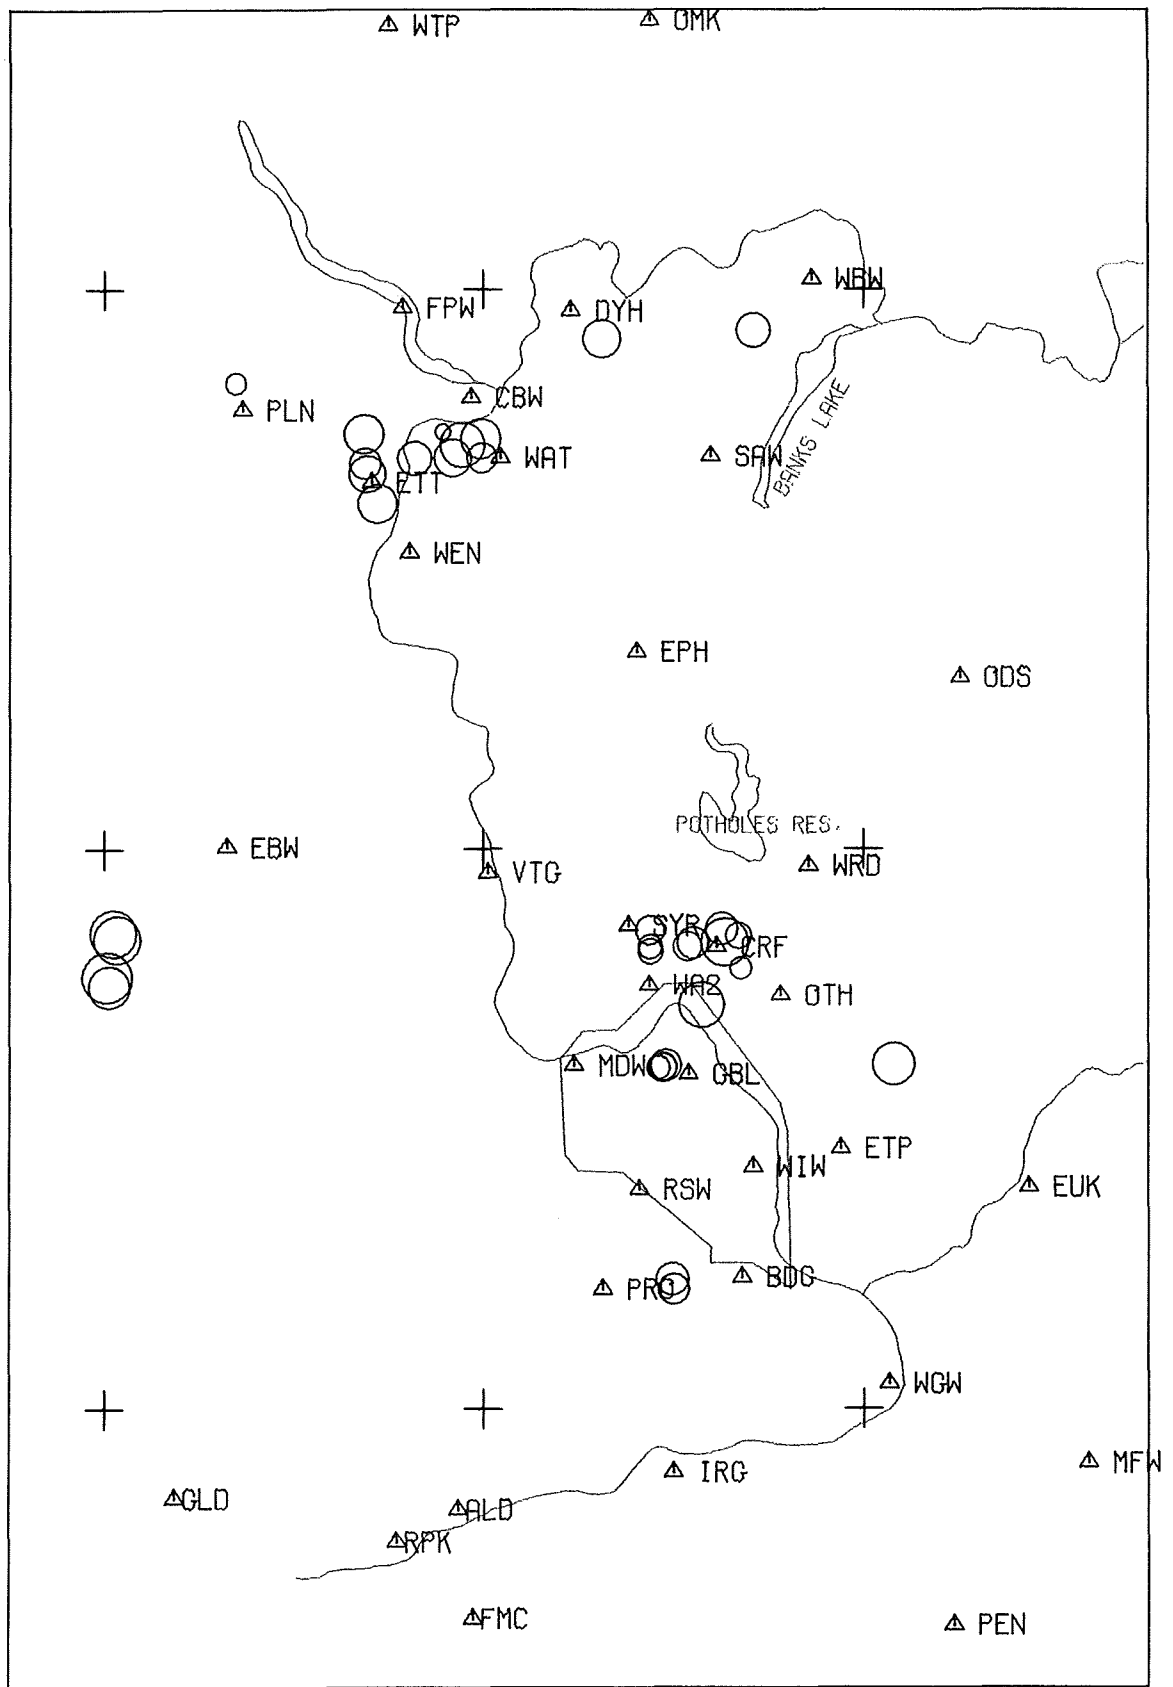 WTP
OMK
WBW
FPW
DYH
CBW
PLN
BANKS LAKE
WAT
SAW
ETT
WEN
EPH
ODS
POTHOLES RES.
EBW
WRD
VTG
SYR
CRF
WA2
OTH
MDW
GBL
ETP
WIW
RSW
EUK
BDG
PRO
WGW
MFW
IRG
GLD
ALD
RPK
FMC
PEN